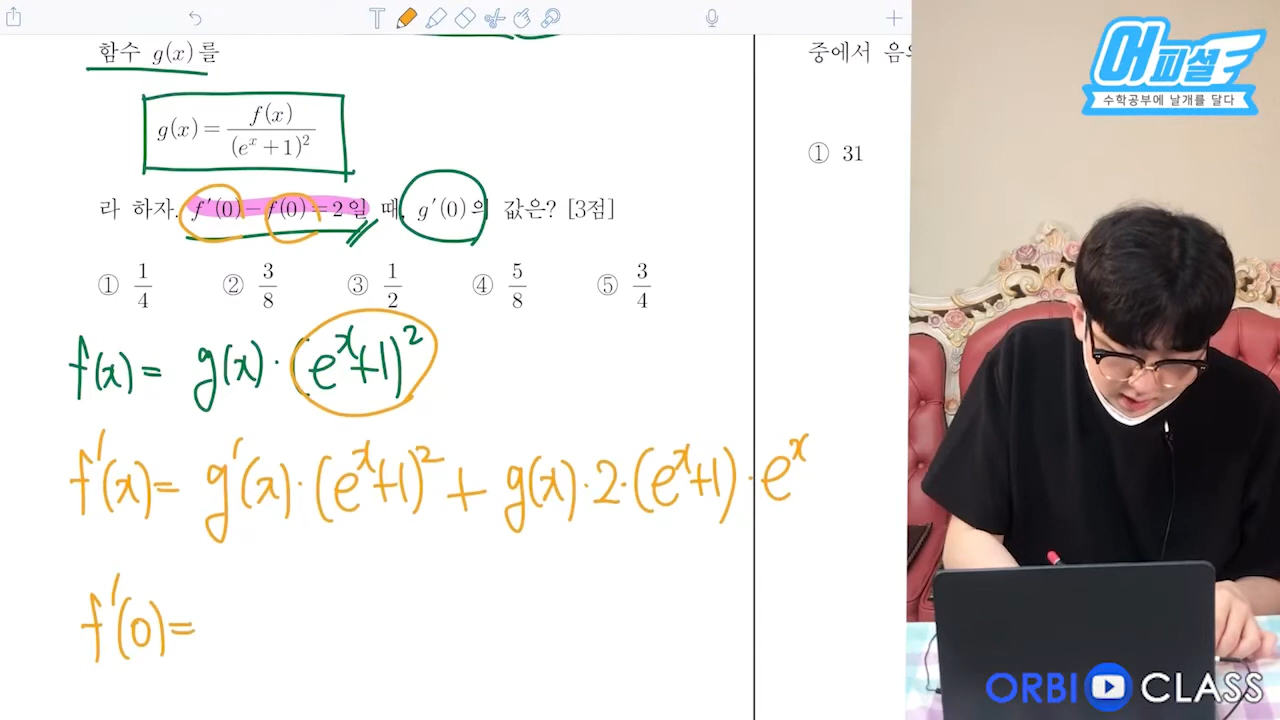 함수 g(x)를
g(x) = f(x) / (e^x + 1)^2
라 하자. f′(0) − f(0) = 2일 때, g′(0)의 값은? [3점]
① 1/4 ② 3/8 ③ 1/2 ④ 5/8 ⑤ 3/4
f(x) = g(x) · (e^x+1)^2
f′(x) = g′(x) · (e^x+1)^2 + g(x) · 2 · (e^x+1) · e^x
f′(0) =
중에서
① 31
어피셜
수학공부에 날개를 달다
ORBI CLASS